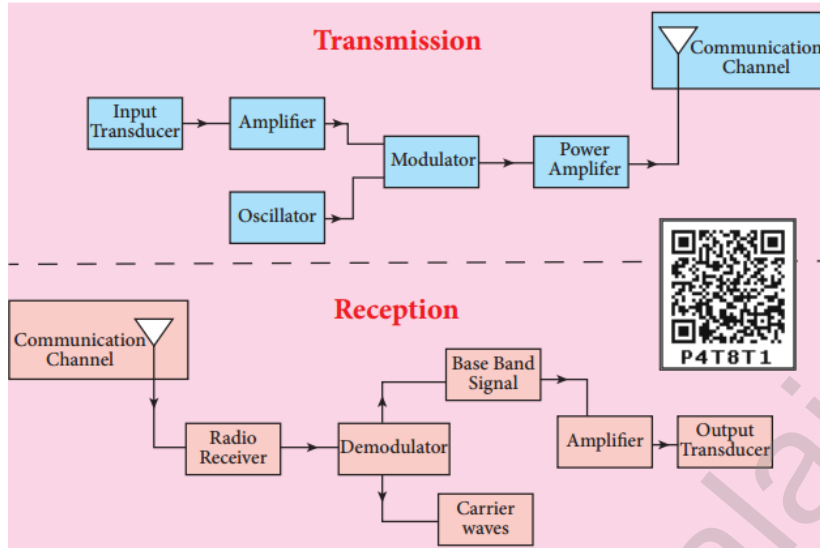 Transmission
Communication
Channel
Input
Transducer
Amplifier
Modulator
Power
Amplifer
Oscillator
P4T8T1
Reception
Communication
Channel
Base Band
Signal
Radio
Receiver
Demodulator
Amplifier
Output
Transducer
Carrier
waves